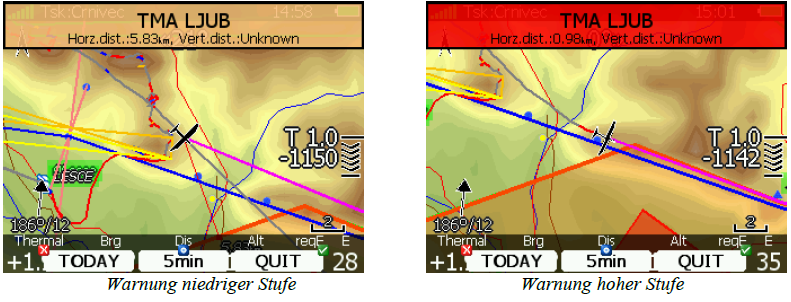 Tsk:Crnivec 14:58
TMA LJUB
Horz.dist.:5.83km, Vert.dist.:Unknown
T 1.0
-1150
LESCE
186º/12
2
Thermal Brg Dis Alt reqE E
+1. TODAY 5min QUIT 28
Warnung niedriger Stufe
Tsk:Crnivec 15:01
TMA LJUB
Horz.dist.:0.98km, Vert.dist.:Unknown
T 1.0
-1142
186º/12
2
Thermal Brg Dis Alt reqE E
+1. TODAY 5min QUIT 35
Warnung hoher Stufe